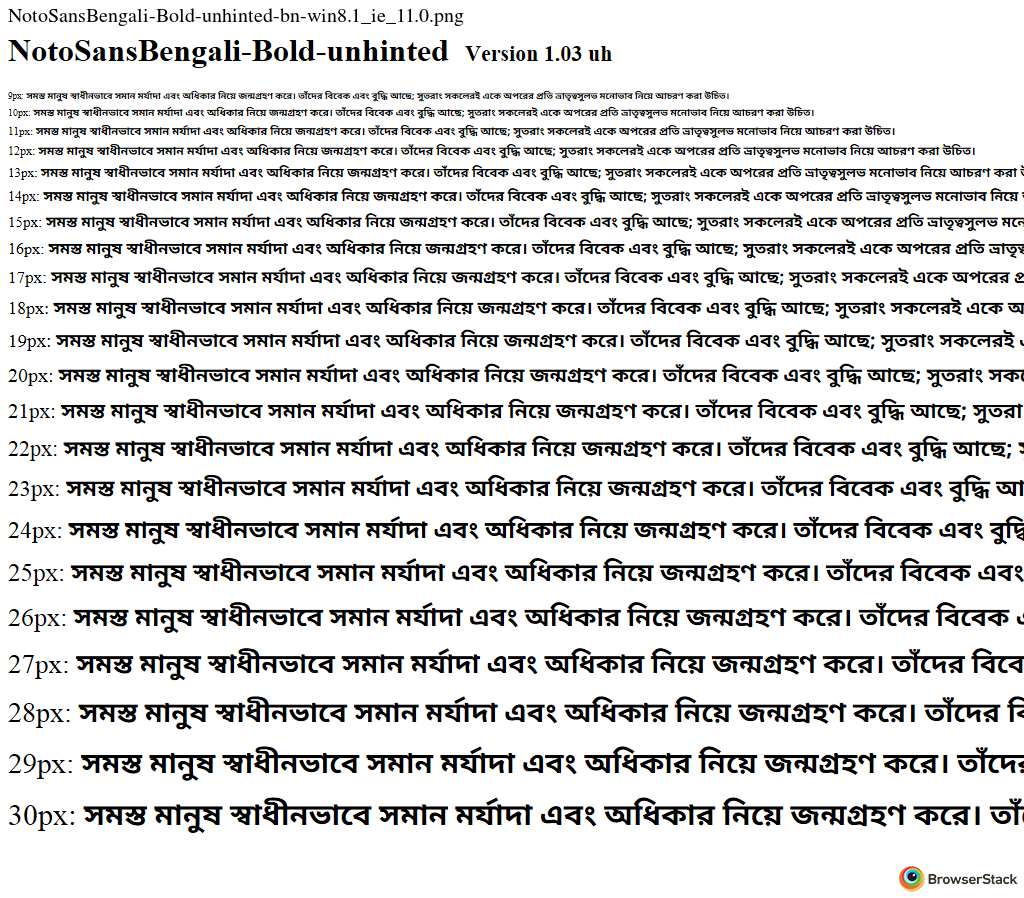 NotoSansBengali-Bold-unhinted-bn-win8.1_ie_11.0.png
NotoSansBengali-Bold-unhinted Version 1.03 uh
9px: সমস্ত মানুষ স্বাধীনভাবে সমান মর্যাদা এবং অধিকার নিয়ে জন্মগ্রহণ করে। তাঁদের বিবেক এবং বুদ্ধি আছে; সুতরাং সকলেরই একে অপরের প্রতি ভ্রাতৃত্বসুলভ মনোভাব নিয়ে আচরণ করা উচিত।
10px: সমস্ত মানুষ স্বাধীনভাবে সমান মর্যাদা এবং অধিকার নিয়ে জন্মগ্রহণ করে। তাঁদের বিবেক এবং বুদ্ধি আছে; সুতরাং সকলেরই একে অপরের প্রতি ভ্রাতৃত্বসুলভ মনোভাব নিয়ে আচরণ করা উচিত।
11px: সমস্ত মানুষ স্বাধীনভাবে সমান মর্যাদা এবং অধিকার নিয়ে জন্মগ্রহণ করে। তাঁদের বিবেক এবং বুদ্ধি আছে; সুতরাং সকলেরই একে অপরের প্রতি ভ্রাতৃত্বসুলভ মনোভাব নিয়ে আচরণ করা উচিত।
12px: সমস্ত মানুষ স্বাধীনভাবে সমান মর্যাদা এবং অধিকার নিয়ে জন্মগ্রহণ করে। তাঁদের বিবেক এবং বুদ্ধি আছে; সুতরাং সকলেরই একে অপরের প্রতি ভ্রাতৃত্বসুলভ মনোভাব নিয়ে আচরণ করা উচিত।
13px: সমস্ত মানুষ স্বাধীনভাবে সমান মর্যাদা এবং অধিকার নিয়ে জন্মগ্রহণ করে। তাঁদের বিবেক এবং বুদ্ধি আছে; সুতরাং সকলেরই একে অপরের প্রতি ভ্রাতৃত্বসুলভ মনোভাব নিয়ে আচরণ করা
14px: সমস্ত মানুষ স্বাধীনভাবে সমান মর্যাদা এবং অধিকার নিয়ে জন্মগ্রহণ করে। তাঁদের বিবেক এবং বুদ্ধি আছে; সুতরাং সকলেরই একে অপরের প্রতি ভ্রাতৃত্বসুলভ মনোভাব নিয়ে
15px: সমস্ত মানুষ স্বাধীনভাবে সমান মর্যাদা এবং অধিকার নিয়ে জন্মগ্রহণ করে। তাঁদের বিবেক এবং বুদ্ধি আছে; সুতরাং সকলেরই একে অপরের প্রতি ভ্রাতৃত্বসুলভ
16px: সমস্ত মানুষ স্বাধীনভাবে সমান মর্যাদা এবং অধিকার নিয়ে জন্মগ্রহণ করে। তাঁদের বিবেক এবং বুদ্ধি আছে; সুতরাং সকলেরই একে অপরের প্রতি
17px: সমস্ত মানুষ স্বাধীনভাবে সমান মর্যাদা এবং অধিকার নিয়ে জন্মগ্রহণ করে। তাঁদের বিবেক এবং বুদ্ধি আছে; সুতরাং সকলেরই একে অপরের
18px: সমস্ত মানুষ স্বাধীনভাবে সমান মর্যাদা এবং অধিকার নিয়ে জন্মগ্রহণ করে। তাঁদের বিবেক এবং বুদ্ধি আছে; সুতরাং সকলেরই একে
19px: সমস্ত মানুষ স্বাধীনভাবে সমান মর্যাদা এবং অধিকার নিয়ে জন্মগ্রহণ করে। তাঁদের বিবেক এবং বুদ্ধি আছে; সুতরাং সকলেরই
20px: সমস্ত মানুষ স্বাধীনভাবে সমান মর্যাদা এবং অধিকার নিয়ে জন্মগ্রহণ করে। তাঁদের বিবেক এবং বুদ্ধি আছে; সুতরাং
21px: সমস্ত মানুষ স্বাধীনভাবে সমান মর্যাদা এবং অধিকার নিয়ে জন্মগ্রহণ করে। তাঁদের বিবেক এবং বুদ্ধি আছে; সুতরা
22px: সমস্ত মানুষ স্বাধীনভাবে সমান মর্যাদা এবং অধিকার নিয়ে জন্মগ্রহণ করে। তাঁদের বিবেক এবং বুদ্ধি আছে;
23px: সমস্ত মানুষ স্বাধীনভাবে সমান মর্যাদা এবং অধিকার নিয়ে জন্মগ্রহণ করে। তাঁদের বিবেক এবং বুদ্ধি আ
24px: সমস্ত মানুষ স্বাধীনভাবে সমান মর্যাদা এবং অধিকার নিয়ে জন্মগ্রহণ করে। তাঁদের বিবেক এবং বুদ্ধি
25px: সমস্ত মানুষ স্বাধীনভাবে সমান মর্যাদা এবং অধিকার নিয়ে জন্মগ্রহণ করে। তাঁদের বিবেক এবং
26px: সমস্ত মানুষ স্বাধীনভাবে সমান মর্যাদা এবং অধিকার নিয়ে জন্মগ্রহণ করে। তাঁদের বিবেক
27px: সমস্ত মানুষ স্বাধীনভাবে সমান মর্যাদা এবং অধিকার নিয়ে জন্মগ্রহণ করে। তাঁদের বিবে
28px: সমস্ত মানুষ স্বাধীনভাবে সমান মর্যাদা এবং অধিকার নিয়ে জন্মগ্রহণ করে। তাঁদের
29px: সমস্ত মানুষ স্বাধীনভাবে সমান মর্যাদা এবং অধিকার নিয়ে জন্মগ্রহণ করে। তাঁদের
30px: সমস্ত মানুষ স্বাধীনভাবে সমান মর্যাদা এবং অধিকার নিয়ে জন্মগ্রহণ করে।
BrowserStack